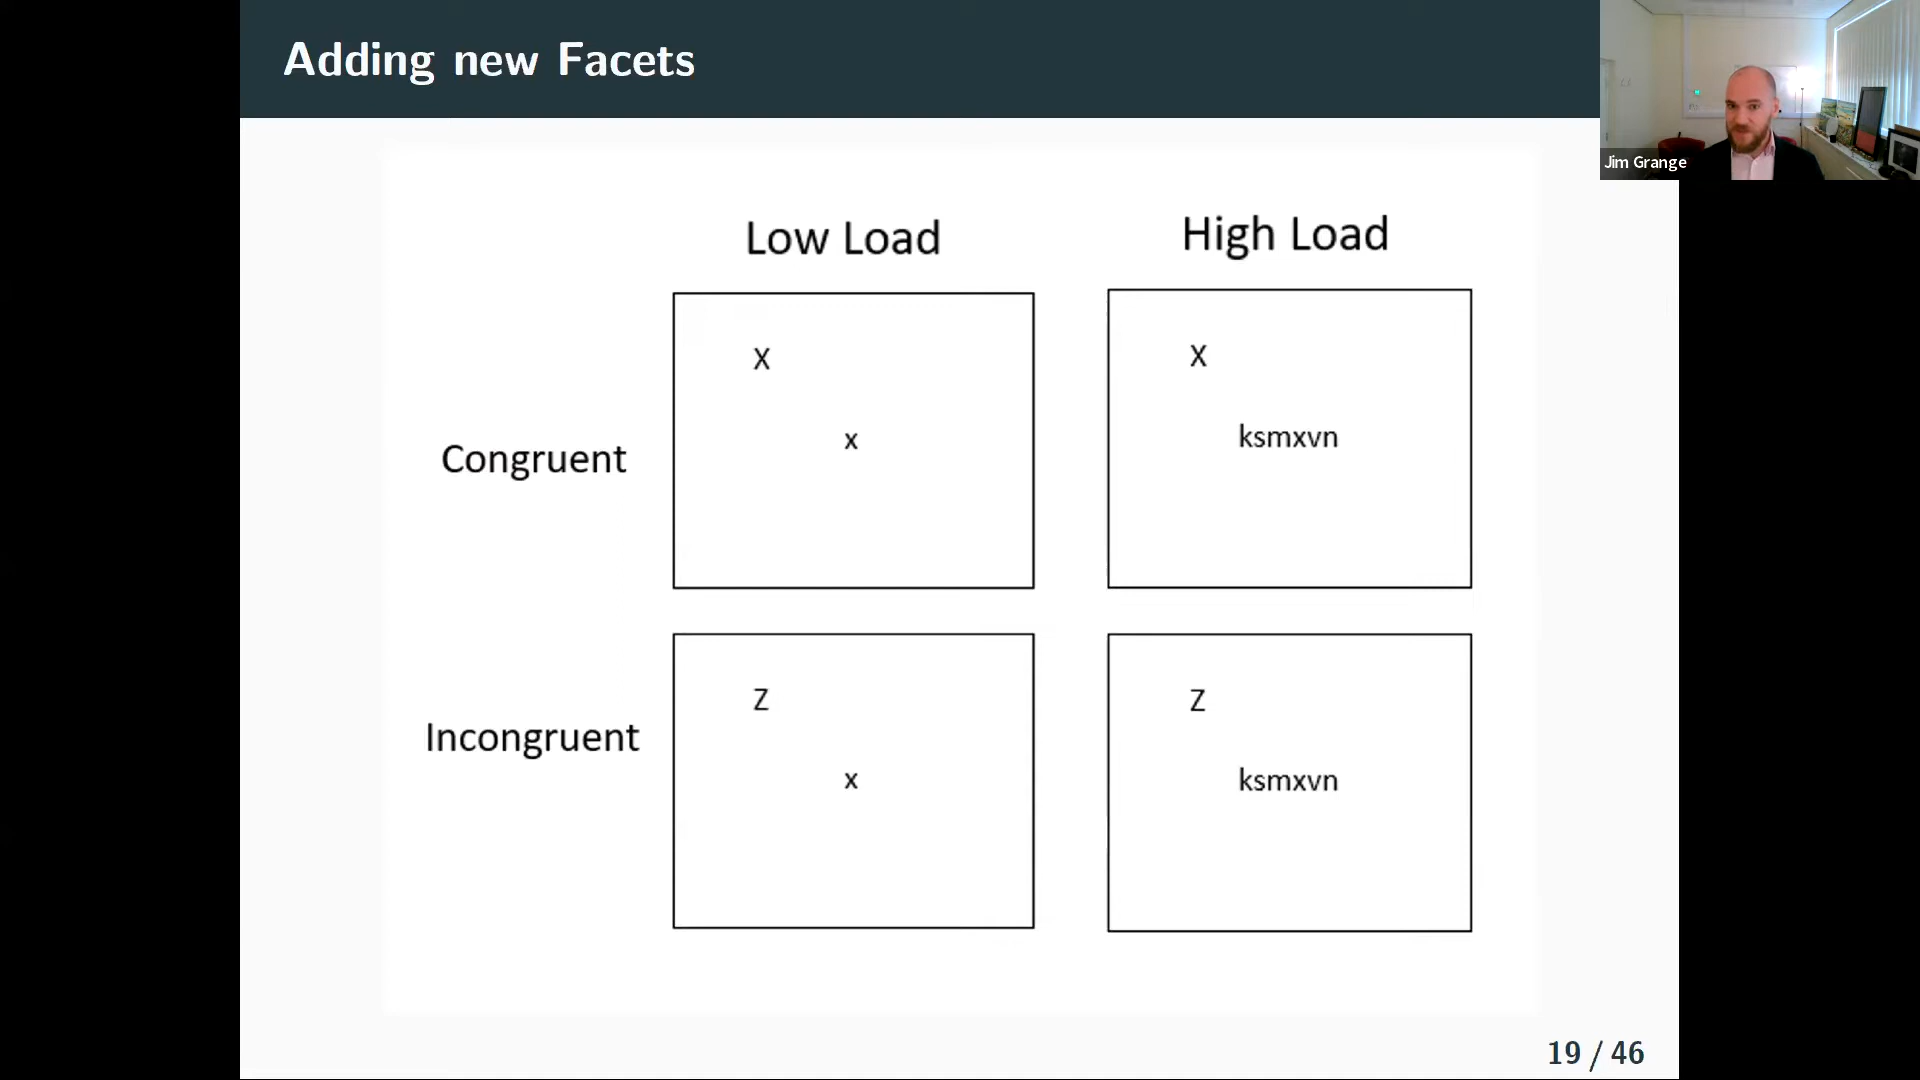 Adding new Facets
Jim Grange
Low Load
High Load
Congruent
X
x
X
ksmxvn
Incongruent
Z
x
Z
ksmxvn
19 / 46